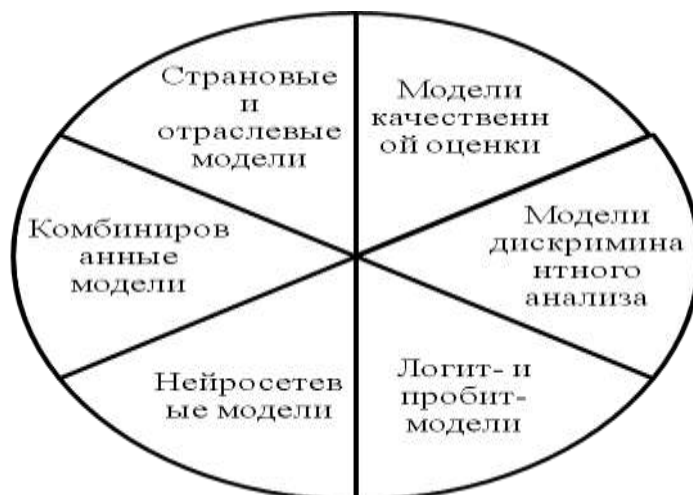 Страновые
и
отраслевые
модели
Модели
качественн
ой оценки
Модели
дискримина
нтного
анализа
Логит- и
пробит-
модели
Нейросетев
ые модели
Комбиниров
анные
модели